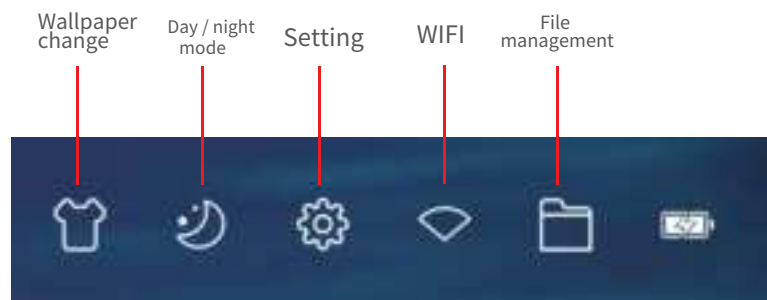 Wallpaper
change
Day / night
mode
Setting
WIFI
File
management